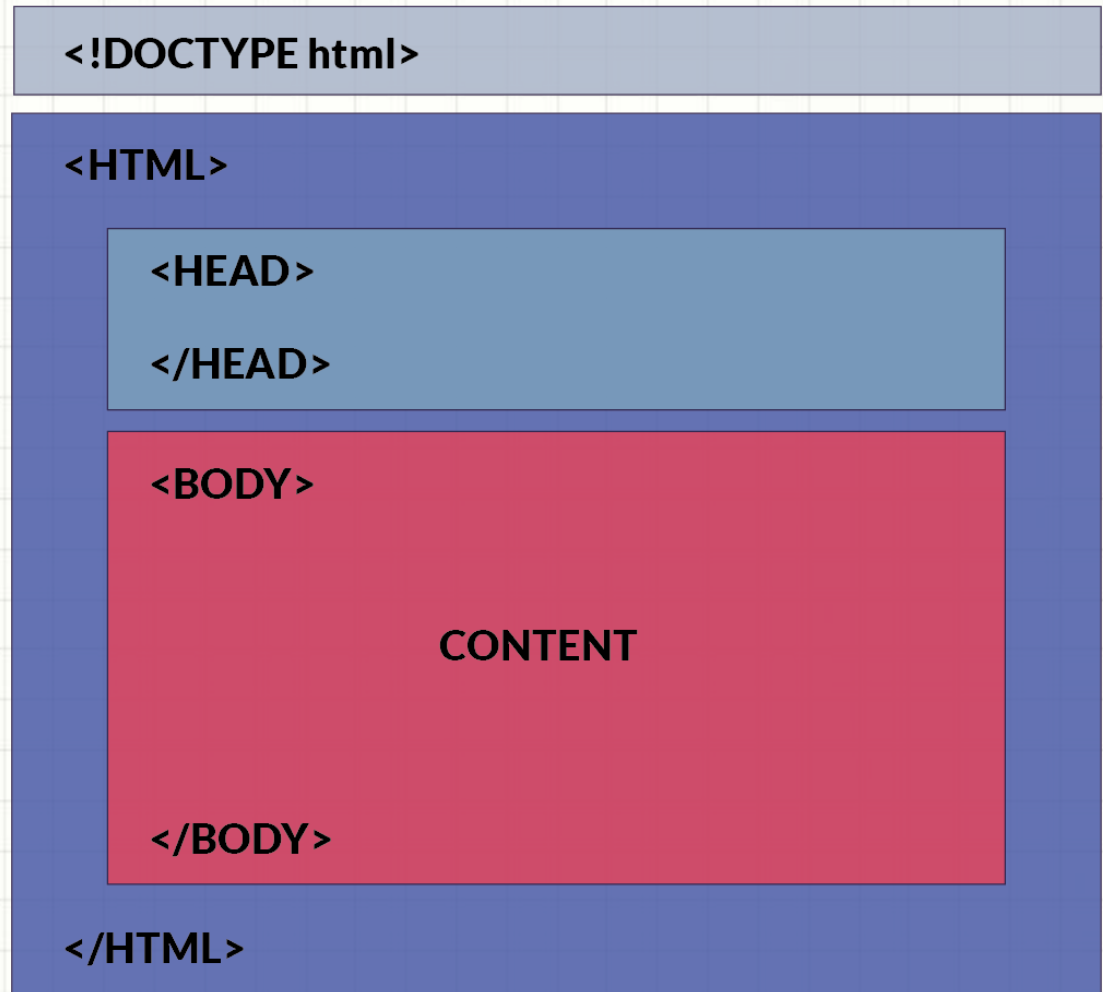 <!DOCTYPE html>
<HTML>
<HEAD>
</HEAD>
<BODY>
CONTENT
</BODY>
</HTML>